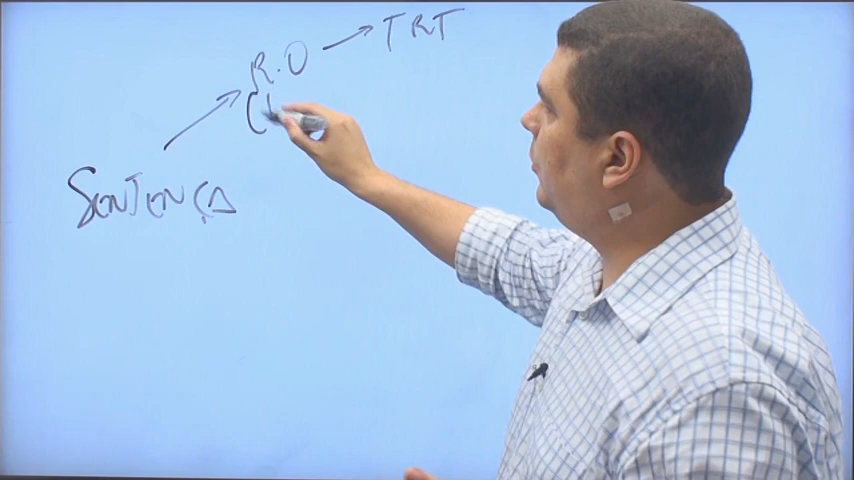 R.O → TRT
SENTENÇA